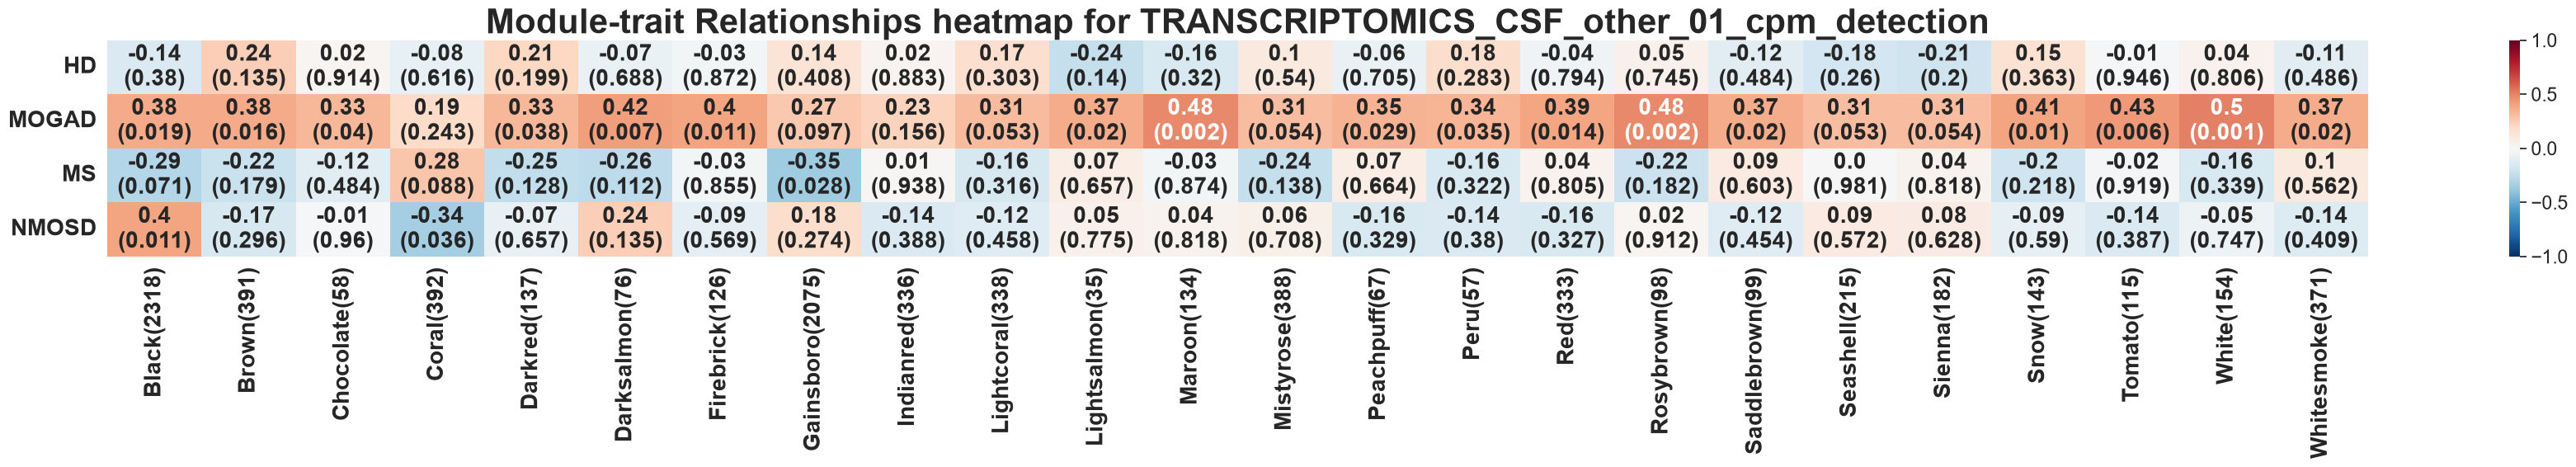 Module-trait Relationships heatmap for TRANSCRIPTOMICS_CSF_other_01_cpm_detection
HD -0.14 0.24 0.02 -0.08 0.21 -0.07 -0.03 0.14 0.02 0.17 -0.24 -0.16 0.1 -0.06 0.18 -0.04 0.05 -0.12 -0.18 -0.21 0.15 -0.01 0.04 -0.11
(0.38) (0.135) (0.914) (0.616) (0.199) (0.688) (0.872) (0.408) (0.883) (0.303) (0.14) (0.32) (0.54) (0.705) (0.283) (0.794) (0.745) (0.484) (0.26) (0.2) (0.363) (0.946) (0.806) (0.486)
MOGAD 0.38 0.38 0.33 0.19 0.33 0.42 0.4 0.27 0.23 0.31 0.37 0.48 0.31 0.35 0.34 0.39 0.48 0.37 0.31 0.31 0.41 0.43 0.5 0.37
(0.019) (0.016) (0.04) (0.243) (0.038) (0.007) (0.011) (0.097) (0.156) (0.053) (0.02) (0.002) (0.054) (0.029) (0.035) (0.014) (0.002) (0.02) (0.053) (0.054) (0.01) (0.006) (0.001) (0.02)
MS -0.29 -0.22 -0.12 0.28 -0.25 -0.26 -0.03 -0.35 0.01 -0.16 0.07 -0.03 -0.24 0.07 -0.16 0.04 -0.22 0.09 0.0 0.04 -0.2 -0.02 -0.16 0.1
(0.071) (0.179) (0.484) (0.088) (0.128) (0.112) (0.855) (0.028) (0.938) (0.316) (0.657) (0.874) (0.138) (0.664) (0.322) (0.805) (0.182) (0.603) (0.981) (0.818) (0.218) (0.919) (0.339) (0.562)
NMOSD 0.4 -0.17 -0.01 -0.34 -0.07 0.24 -0.09 0.18 -0.14 -0.12 0.05 0.04 0.06 -0.16 -0.14 -0.16 0.02 -0.12 0.09 0.08 -0.09 -0.14 -0.05 -0.14
(0.011) (0.296) (0.96) (0.036) (0.657) (0.135) (0.569) (0.274) (0.388) (0.458) (0.775) (0.818) (0.708) (0.329) (0.38) (0.327) (0.912) (0.454) (0.572) (0.628) (0.59) (0.387) (0.747) (0.409)
Black(2318)
Brown(391)
Chocolate(58)
Coral(392)
Darkred(137)
Darksalmon(76)
Firebrick(126)
Gainsboro(2075)
Indianred(336)
Lightcoral(338)
Lightsalmon(35)
Maroon(134)
Mistyrose(388)
Peachpuff(67)
Peru(57)
Red(333)
Rosybrown(98)
Saddlebrown(99)
Seashell(215)
Sienna(182)
Snow(143)
Tomato(115)
White(154)
Whitesmoke(371)
1.0
0.5
0.0
−0.5
−1.0